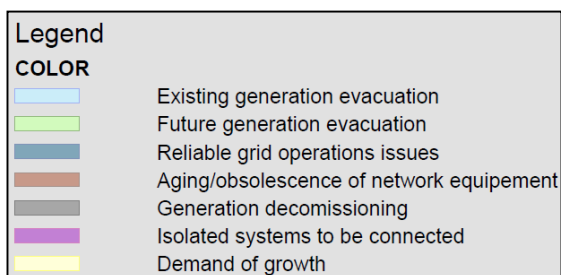 Legend
COLOR
Existing generation evacuation
Future generation evacuation
Reliable grid operations issues
Aging/obsolescence of network equipement
Generation decomissioning
Isolated systems to be connected
Demand of growth